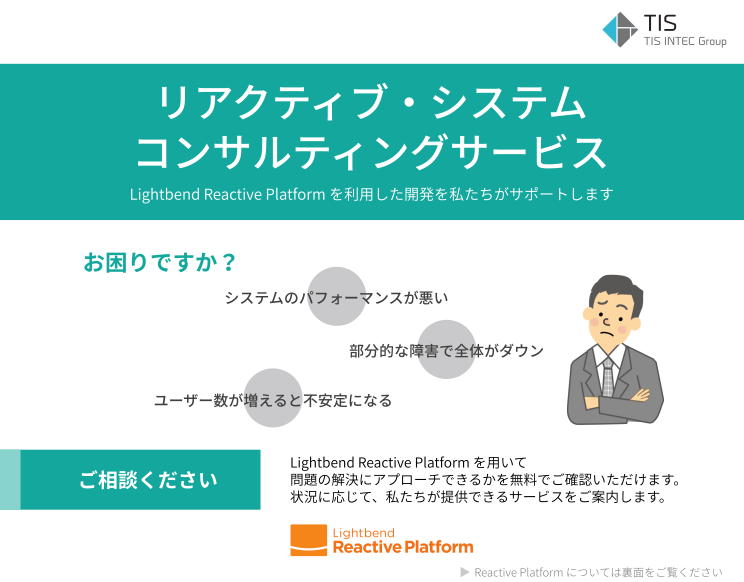 TIS
TIS INTEC Group
リアクティブ・システム
コンサルティングサービス
Lightbend Reactive Platform を利用した開発を私たちがサポートします
お困りですか？
システムのパフォーマンスが悪い
部分的な障害で全体がダウン
ユーザー数が増えると不安定になる
ご相談ください
Lightbend Reactive Platform を用いて
問題の解決にアプローチできるかを無料でご確認いただけます。
状況に応じて、私たちが提供できるサービスをご案内します。
Lightbend
Reactive Platform
▶ Reactive Platform については裏面をご覧ください